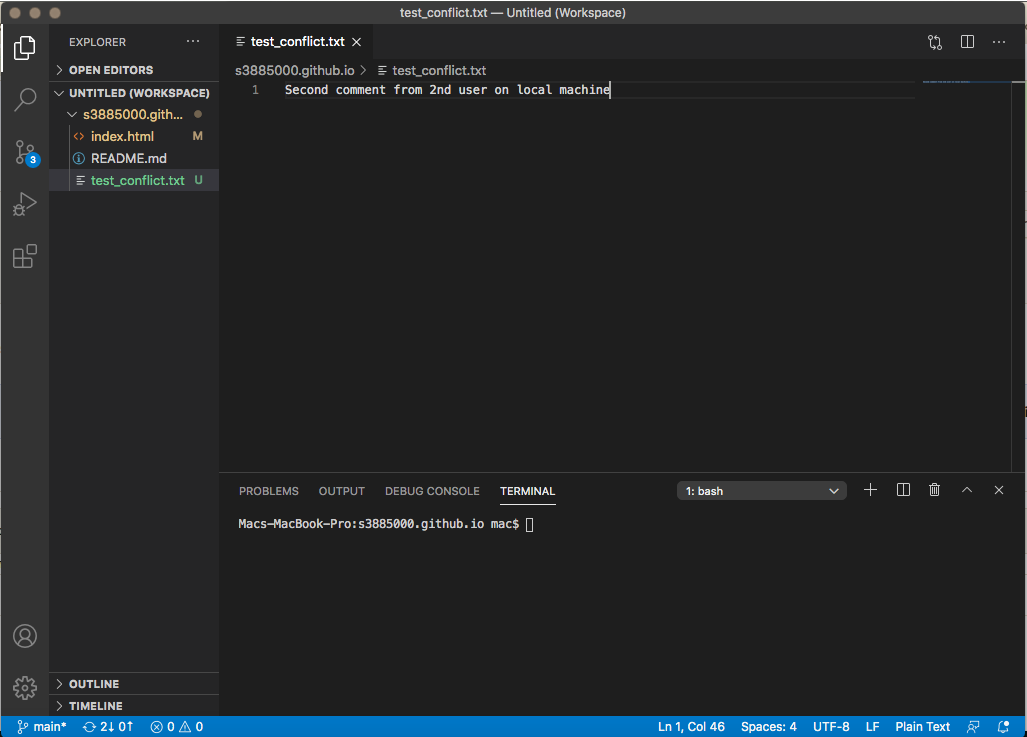 test_conflict.txt — Untitled (Workspace)
EXPLORER
test_conflict.txt
OPEN EDITORS
s3885000.github.io > test_conflict.txt
UNTITLED (WORKSPACE)
1 Second comment from 2nd user on local machine
s3885000.gith...
<> index.html M
README.md
test_conflict.txt U
PROBLEMS OUTPUT DEBUG CONSOLE TERMINAL 1: bash
Macs-MacBook-Pro:s3885000.github.io mac$
3
OUTLINE
TIMELINE
main* 2↓ 0↑ 0 0 Ln 1, Col 46 Spaces: 4 UTF-8 LF Plain Text